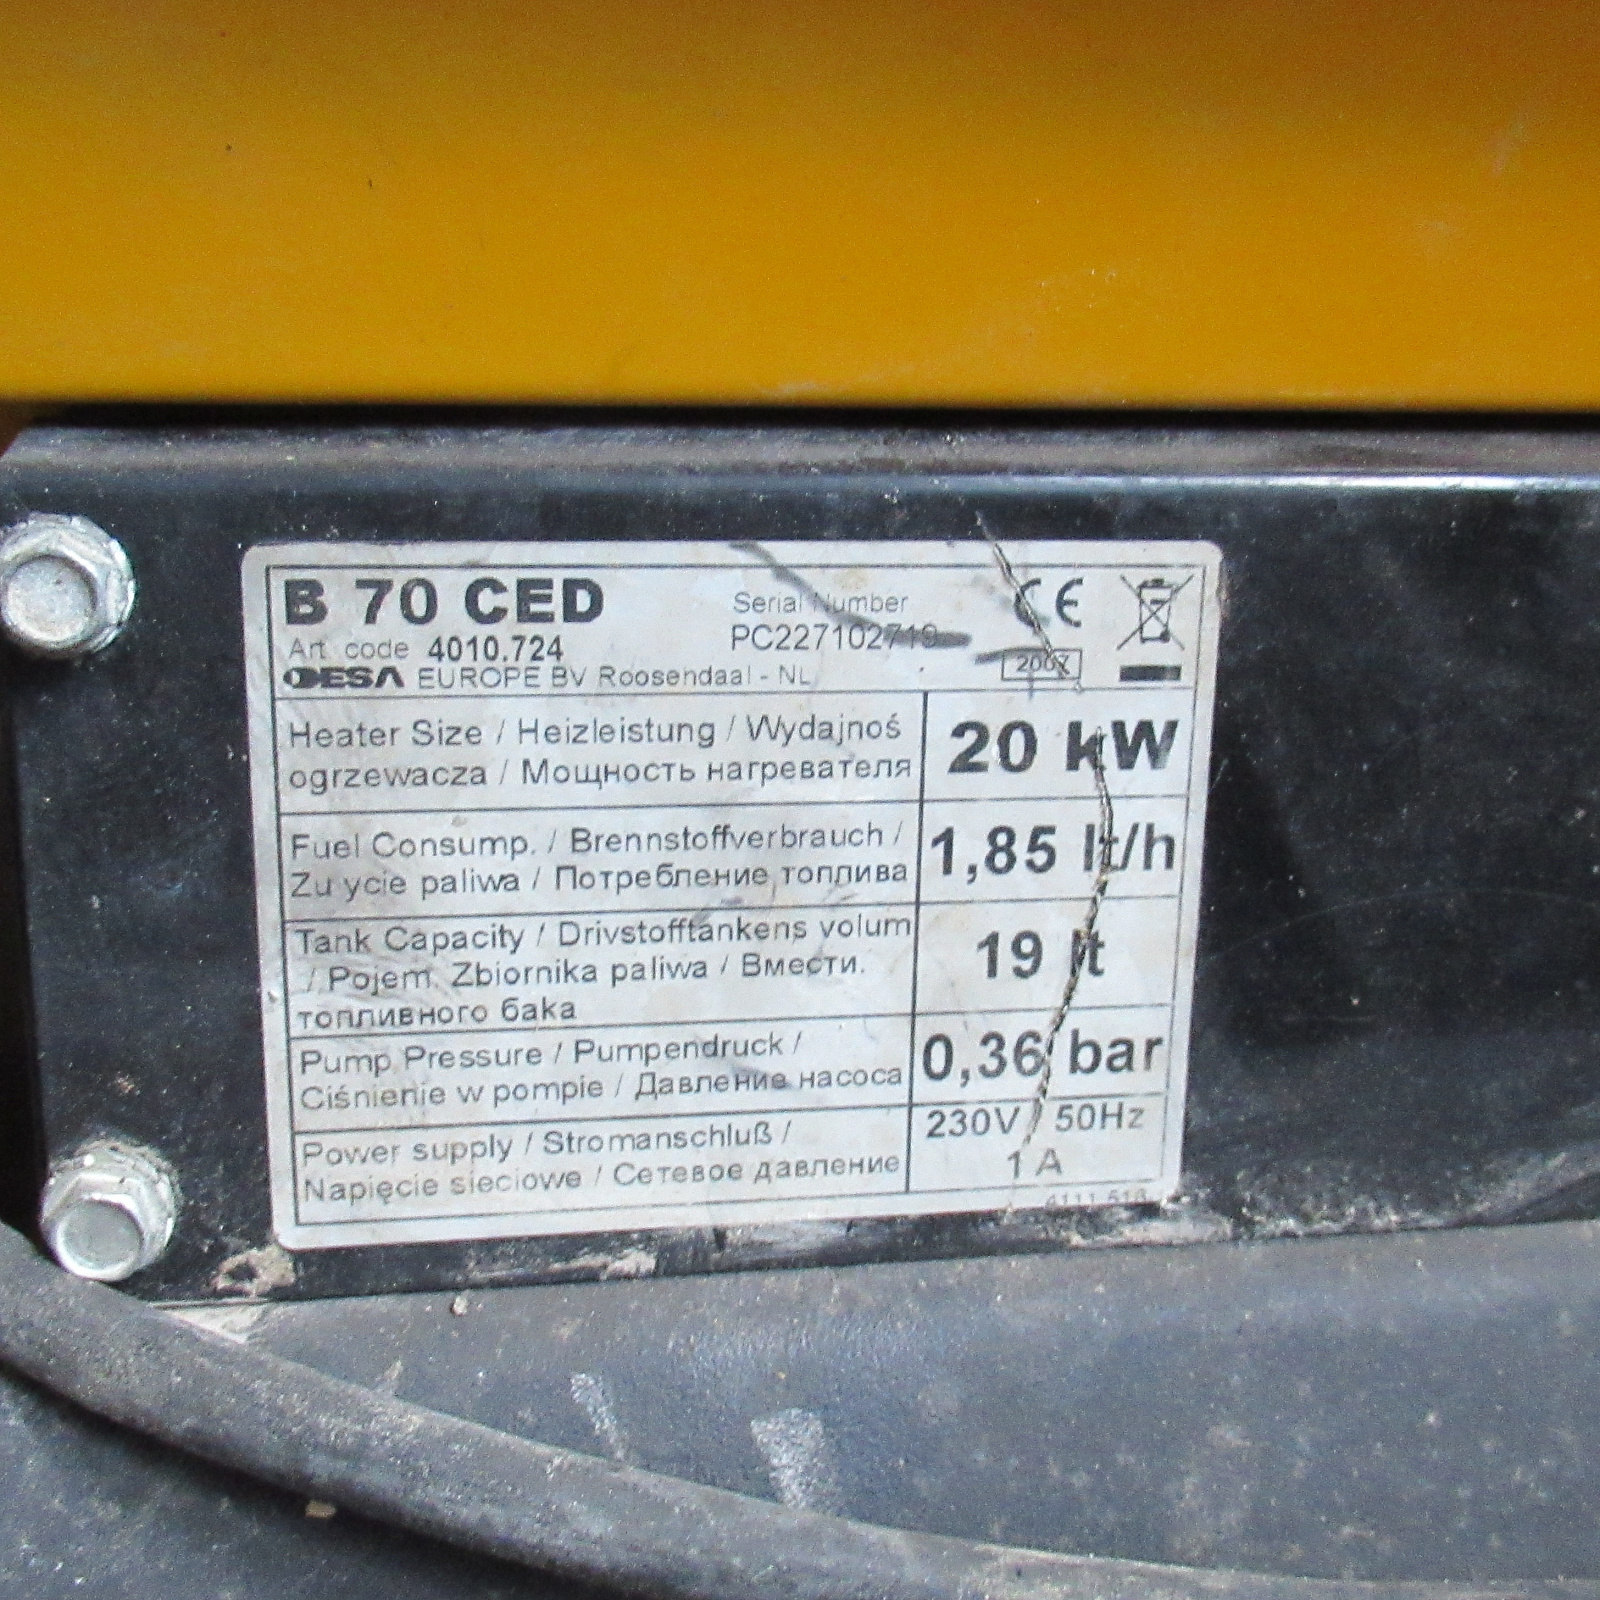 B 70 CED
Art. code 4010.724
Serial Number
CE
DESA EUROPE BV Roosendaal - NL
2007
Heater Size / Heizleistung / Wydajnoś
ogrzewacza / Мощность нагревателя
20 kW
Fuel Consump. / Brennstoffverbrauch /
Zu ycie paliwa / Потребление топлива
1,85 lt/h
Tank Capacity / Drivstofftankens volum
/ Pojem. Zbiornika paliwa / Вмести.
топливного бака
19 lt
Pump Pressure / Pumpendruck /
Ciśnienie w pompie / Давление насоса
0,36 bar
Power supply / Stromanschluß /
Napięcie sieciowe / Сетевое давление
230V / 50Hz
1 A